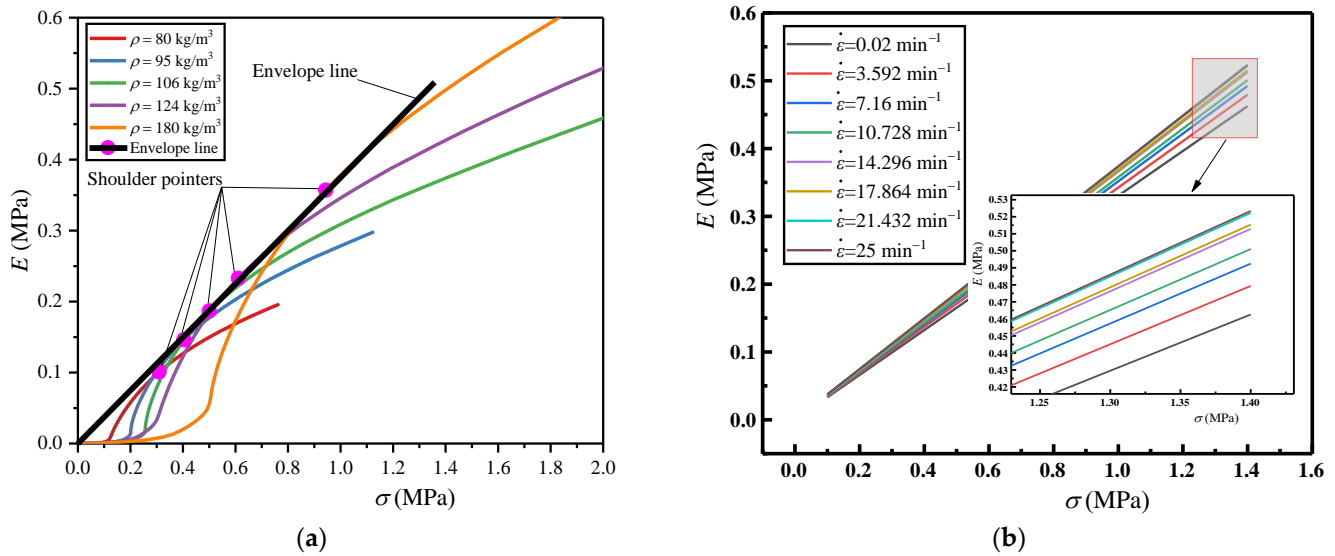 0.6
0.5
0.4
0.3
0.2
0.1
0.0
E (MPa)
ρ = 80 kg/m³
ρ = 95 kg/m³
ρ = 106 kg/m³
ρ = 124 kg/m³
ρ = 180 kg/m³
Envelope line
Envelope line
Shoulder pointers
0.0 0.2 0.4 0.6 0.8 1.0 1.2 1.4 1.6 1.8 2.0
σ (MPa)
(a)
0.6
0.5
0.4
0.3
0.2
0.1
0.0
E (MPa)
ε̇=0.02 min⁻¹
ε̇=3.592 min⁻¹
ε̇=7.16 min⁻¹
ε̇=10.728 min⁻¹
ε̇=14.296 min⁻¹
ε̇=17.864 min⁻¹
ε̇=21.432 min⁻¹
ε̇=25 min⁻¹
0.53
0.52
0.51
0.50
0.49
0.48
0.47
0.46
0.45
0.44
0.43
0.42
E (MPa)
1.25 1.30 1.35 1.40
σ (MPa)
0.0 0.2 0.4 0.6 0.8 1.0 1.2 1.4 1.6
σ (MPa)
(b)